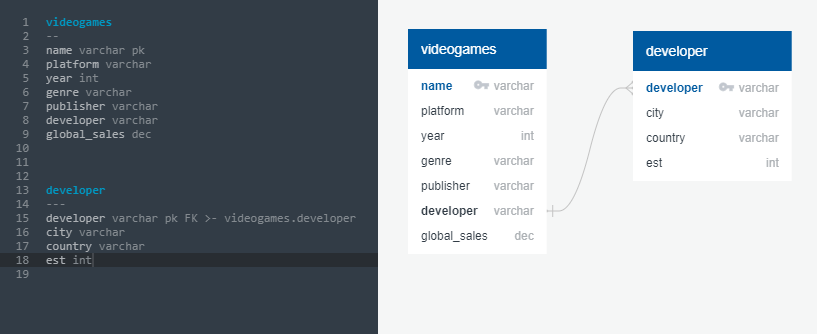 1 videogames
2 --
3 name varchar pk
4 platform varchar
5 year int
6 genre varchar
7 publisher varchar
8 developer varchar
9 global_sales dec
10
11
12
13 developer
14 ---
15 developer varchar pk FK >- videogames.developer
16 city varchar
17 country varchar
18 est int
19
videogames
name varchar
platform varchar
year int
genre varchar
publisher varchar
developer varchar
global_sales dec
developer
developer varchar
city varchar
country varchar
est int